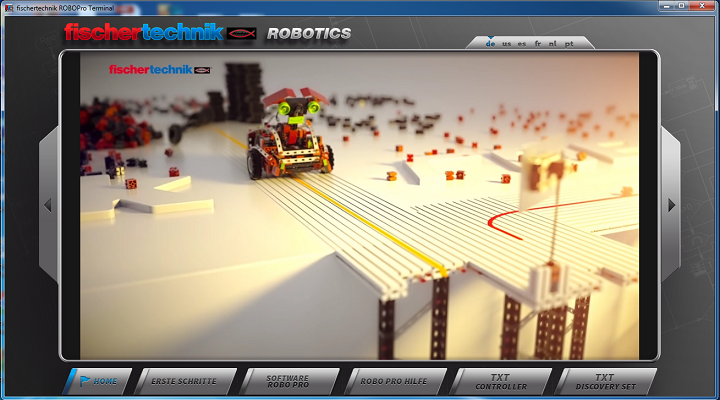 fischertechnik ROBOPro Terminal
fischertechnik ROBOTICS
de us es fr nl pt
fischertechnik
HOME
ERSTE SCHRITTE
SOFTWARE
ROBO PRO
ROBO PRO HILFE
TXT
CONTROLLER
TXT
DISCOVERY SET